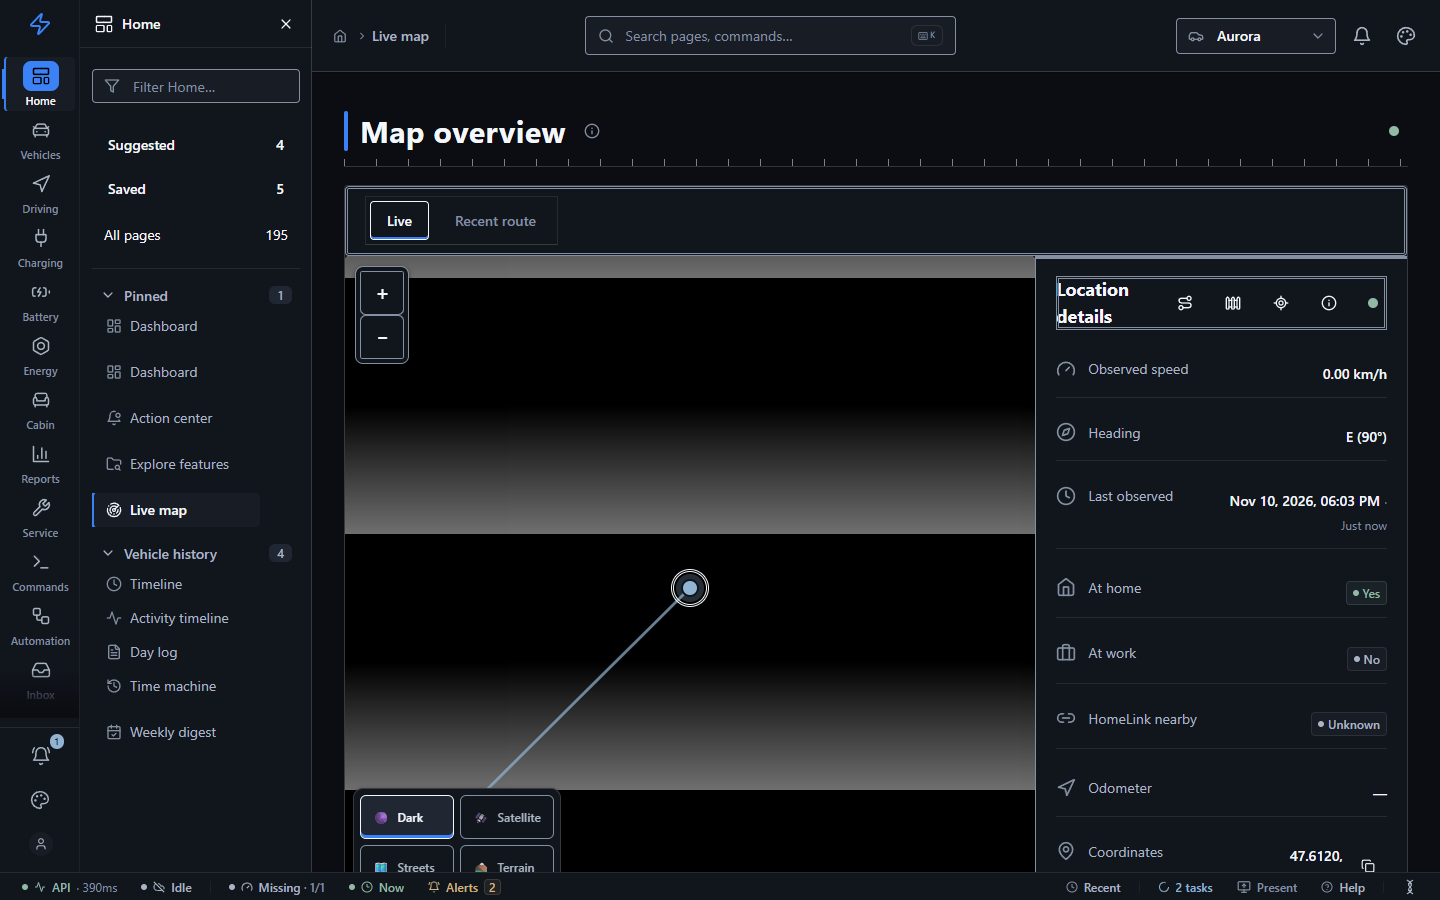 Home
Live map
Search pages, commands...
K
Aurora
Home
Vehicles
Driving
Charging
Battery
Energy
Cabin
Reports
Service
Commands
Automation
Inbox
1
Filter Home...
Suggested 4
Saved 5
All pages 195
Pinned 1
Dashboard
Dashboard
Action center
Explore features
Live map
Vehicle history 4
Timeline
Activity timeline
Day log
Time machine
Weekly digest
Map overview
Live Recent route
+
−
Dark Satellite
Streets Terrain
Location
details
Observed speed 0.00 km/h
Heading E (90°)
Last observed Nov 10, 2026, 06:03 PM ·
Just now
At home Yes
At work No
HomeLink nearby Unknown
Odometer —
Coordinates 47.6120,
API · 390ms Idle Missing · 1/1 Now Alerts 2 Recent 2 tasks Present Help